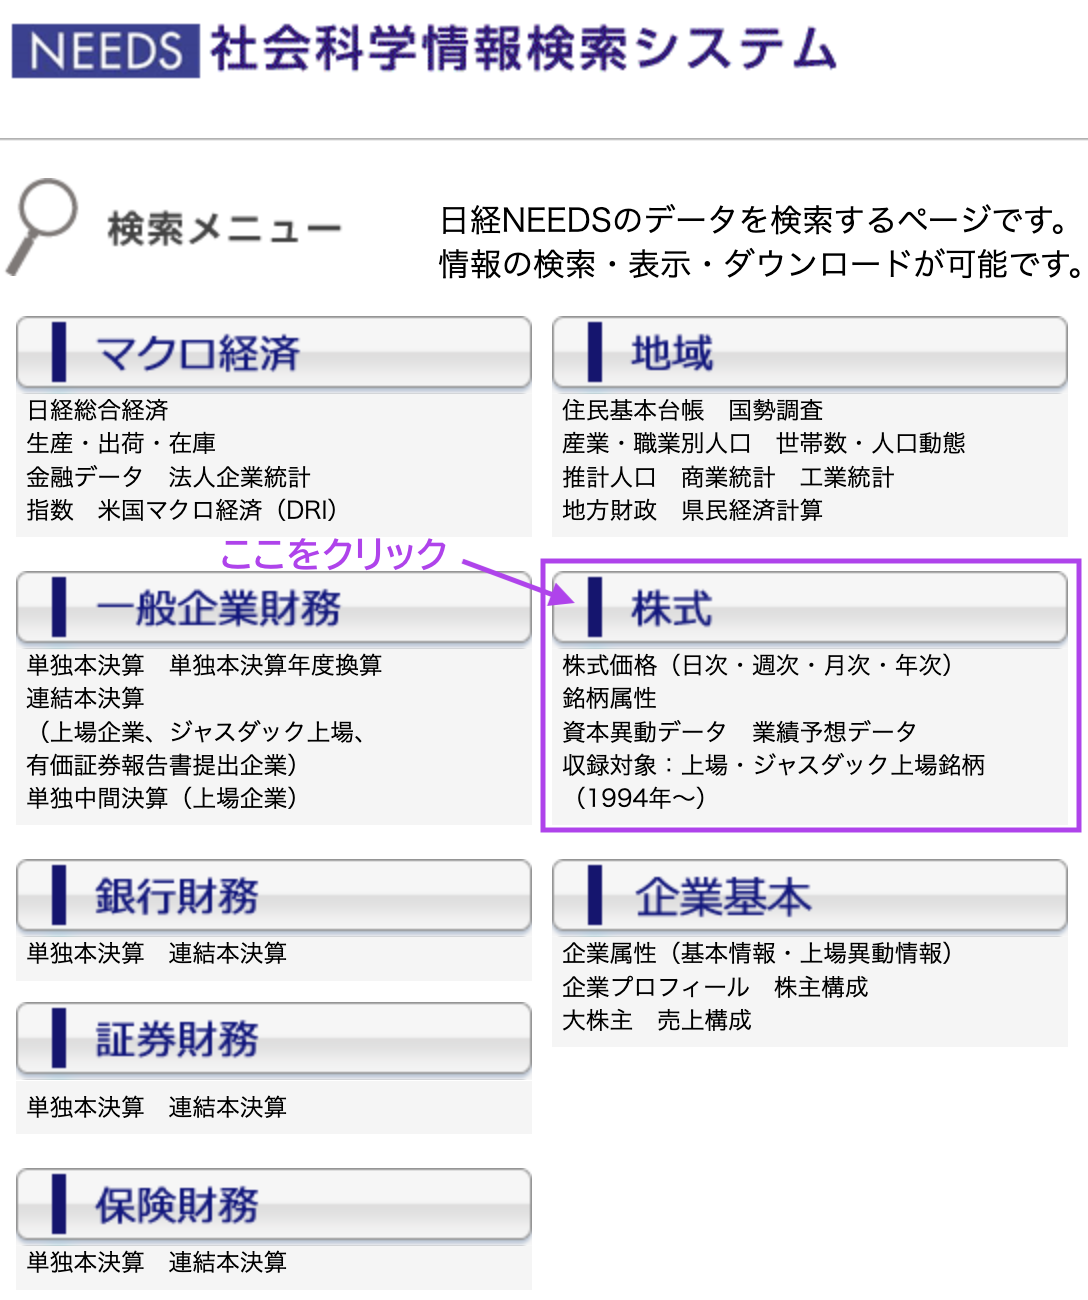 NEEDS 社会科学情報検索システム
検索メニュー
日経NEEDSのデータを検索するページです。
情報の検索・表示・ダウンロードが可能です。
マクロ経済
日経総合経済
生産・出荷・在庫
金融データ　法人企業統計
指数　米国マクロ経済（DRI）
地域
住民基本台帳　国勢調査
産業・職業別人口　世帯数・人口動態
推計人口　商業統計　工業統計
地方財政　県民経済計算
ここをクリック
一般企業財務
単独本決算　単独本決算年度換算
連結本決算
（上場企業、ジャスダック上場、
有価証券報告書提出企業）
単独中間決算（上場企業）
株式
株式価格（日次・週次・月次・年次）
銘柄属性
資本異動データ　業績予想データ
収録対象：上場・ジャスダック上場銘柄
（1994年～）
銀行財務
単独本決算　連結本決算
企業基本
企業属性（基本情報・上場異動情報）
企業プロフィール　株主構成
大株主　売上構成
証券財務
単独本決算　連結本決算
保険財務
単独本決算　連結本決算